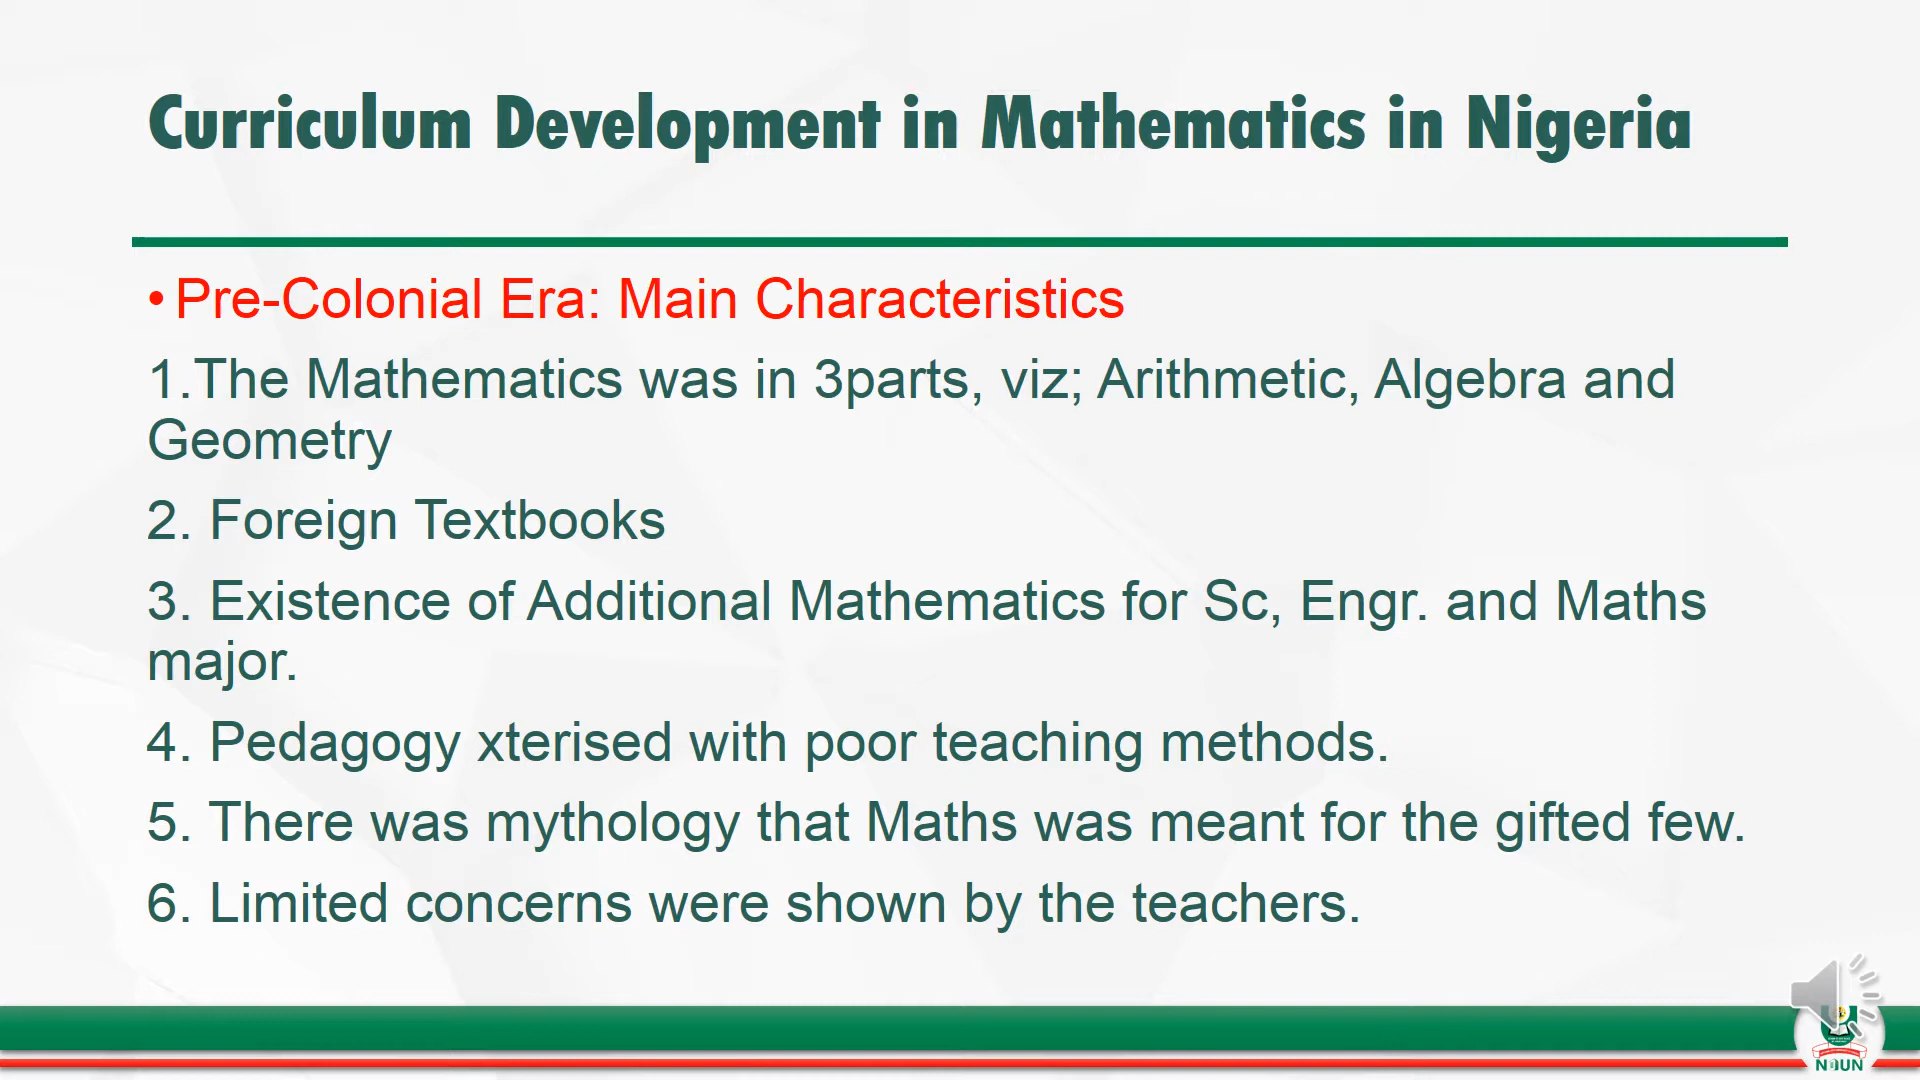 Curriculum Development in Mathematics in Nigeria
• Pre-Colonial Era: Main Characteristics
1.The Mathematics was in 3parts, viz; Arithmetic, Algebra and
Geometry
2. Foreign Textbooks
3. Existence of Additional Mathematics for Sc, Engr. and Maths
major.
4. Pedagogy xterised with poor teaching methods.
5. There was mythology that Maths was meant for the gifted few.
6. Limited concerns were shown by the teachers.
NOUN